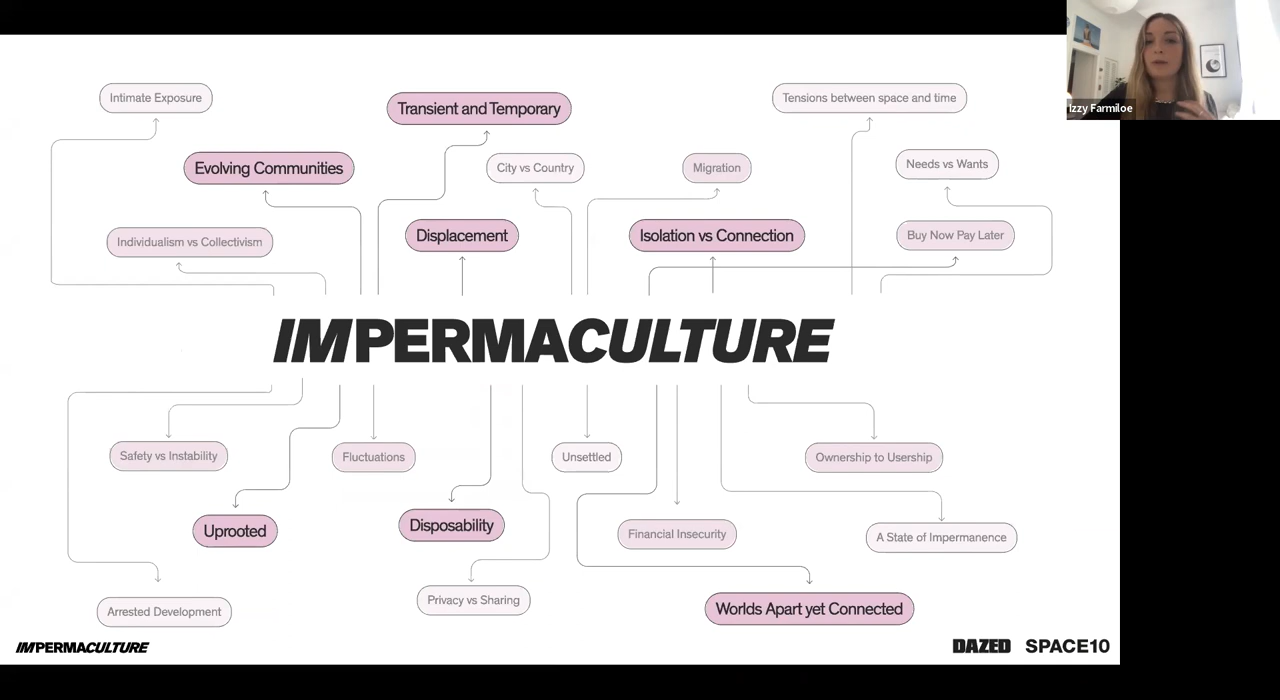 Intimate Exposure
Transient and Temporary
Tensions between space and time
Izzy Farmiloe
Evolving Communities
City vs Country
Migration
Needs vs Wants
Individualism vs Collectivism
Displacement
Isolation vs Connection
Buy Now Pay Later
IMPERMACULTURE
Safety vs Instability
Fluctuations
Unsettled
Ownership to Usership
Uprooted
Disposability
Financial Insecurity
A State of Impermanence
Arrested Development
Privacy vs Sharing
Worlds Apart yet Connected
IMPERMACULTURE
DAZED SPACE10